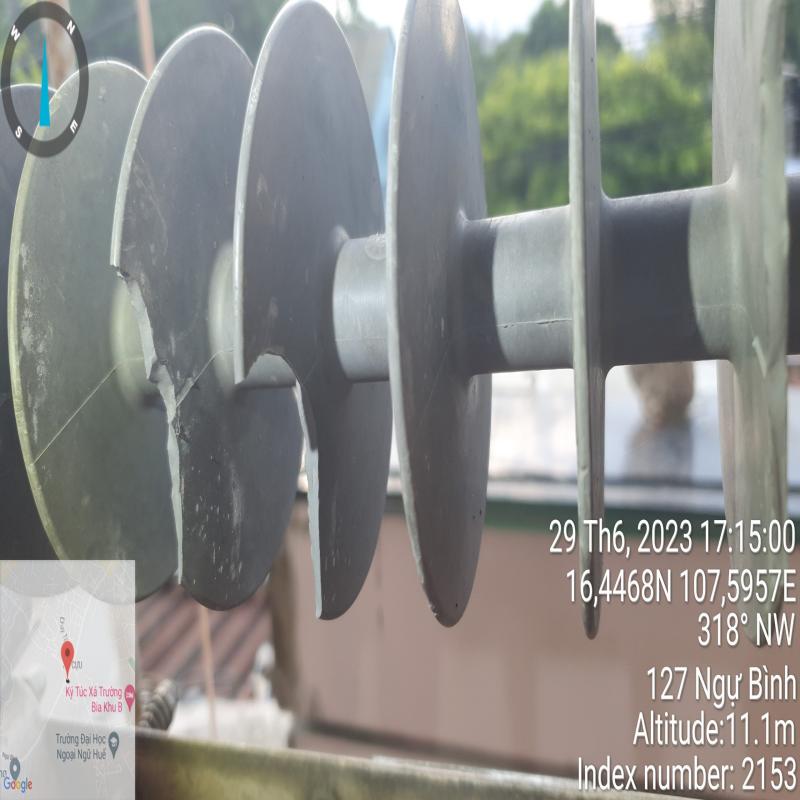 N
W
E
S
29 Th6, 2023 17:15:00
16,4468N 107,5957E
318° NW
127 Ngự Bình
Altitude:11.1m
Index number: 2153
CỰU
Ký Túc Xá Trường
Bia Khu B
Trường Đại Học
Ngoại Ngữ Huế
Google